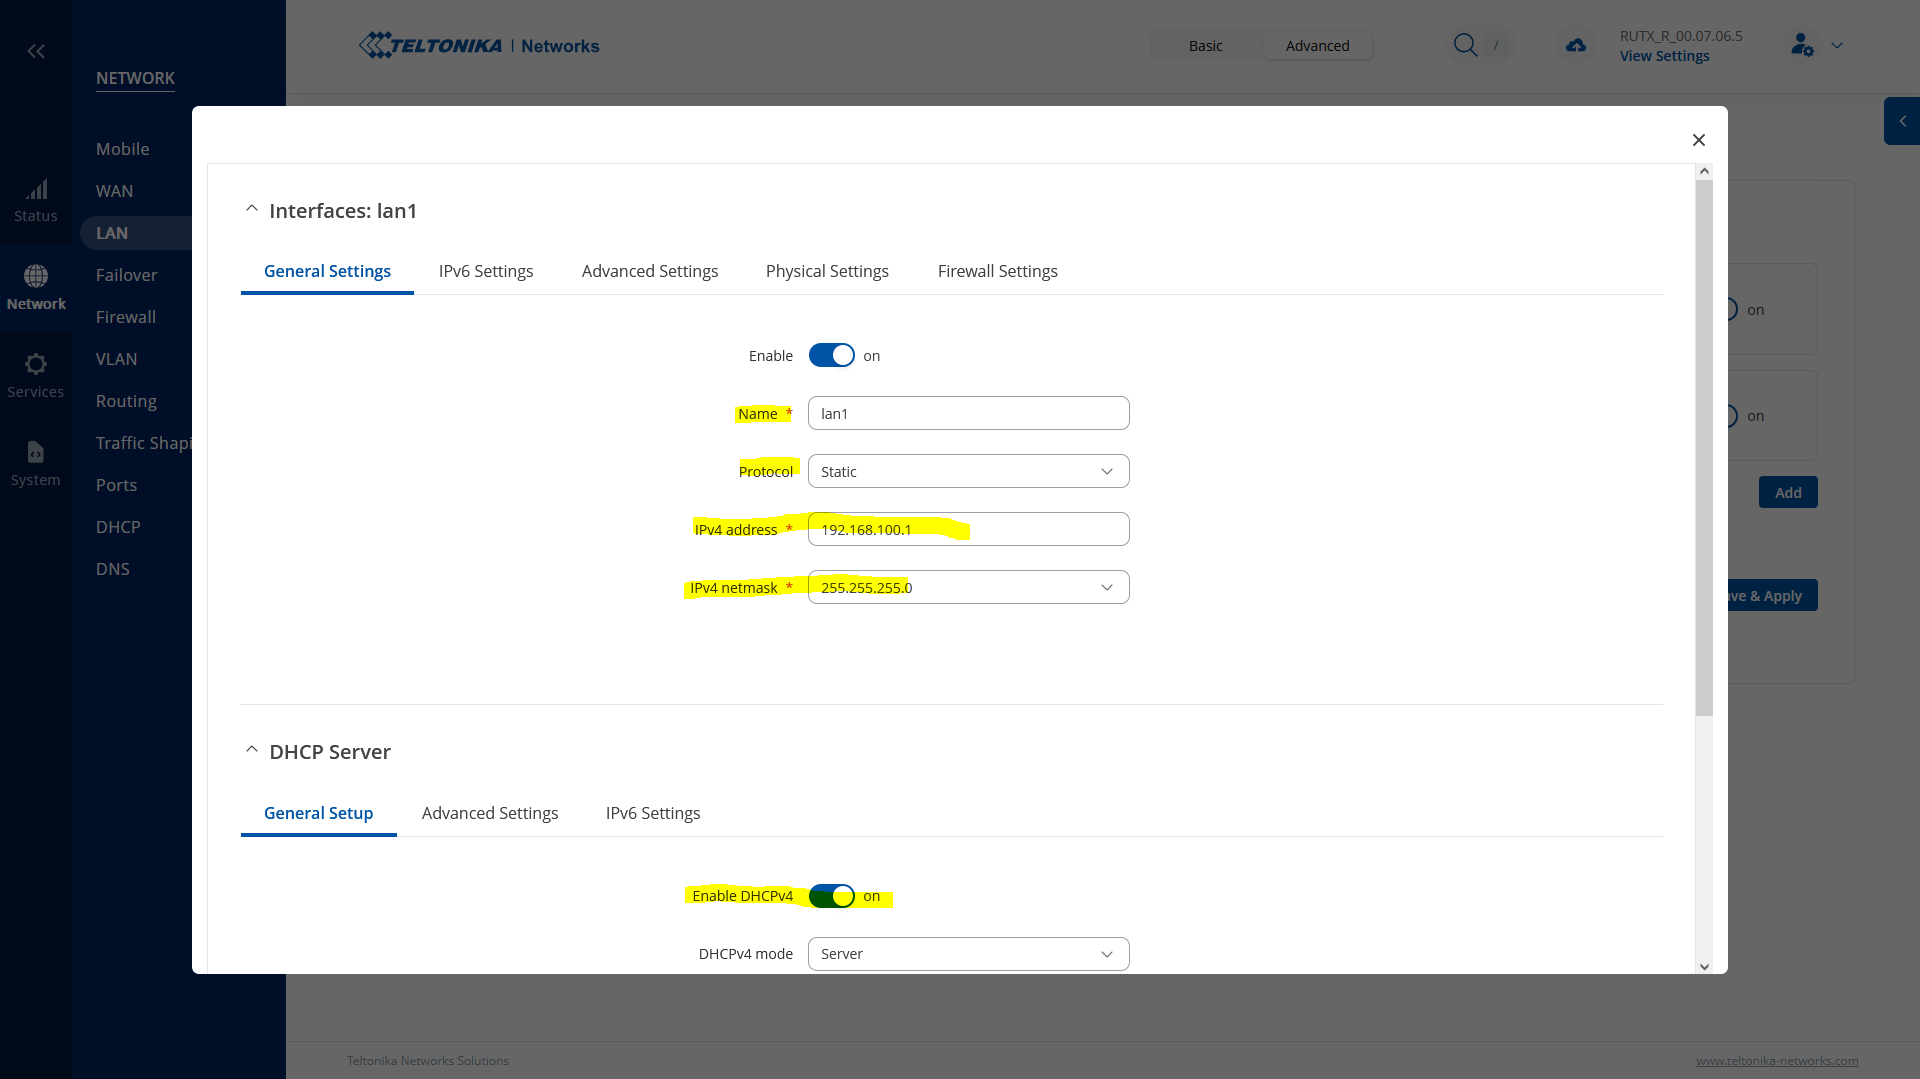 NETWORK
Mobile
WAN
LAN
Failover
Firewall
VLAN
Routing
Traffic Shapi
Ports
DHCP
DNS
Status
Network
Services
System
TELTONIKA | Networks
Basic
Advanced
/
RUTX_R_00.07.06.5
View Settings
Interfaces: lan1
General Settings
IPv6 Settings
Advanced Settings
Physical Settings
Firewall Settings
Enable on
Name * lan1
Protocol Static
IPv4 address * 192.168.100.1
IPv4 netmask * 255.255.255.0
DHCP Server
General Setup
Advanced Settings
IPv6 Settings
Enable DHCPv4 on
DHCPv4 mode Server
on
on
Add
ve & Apply
Teltonika Networks Solutions
www.teltonika-networks.com